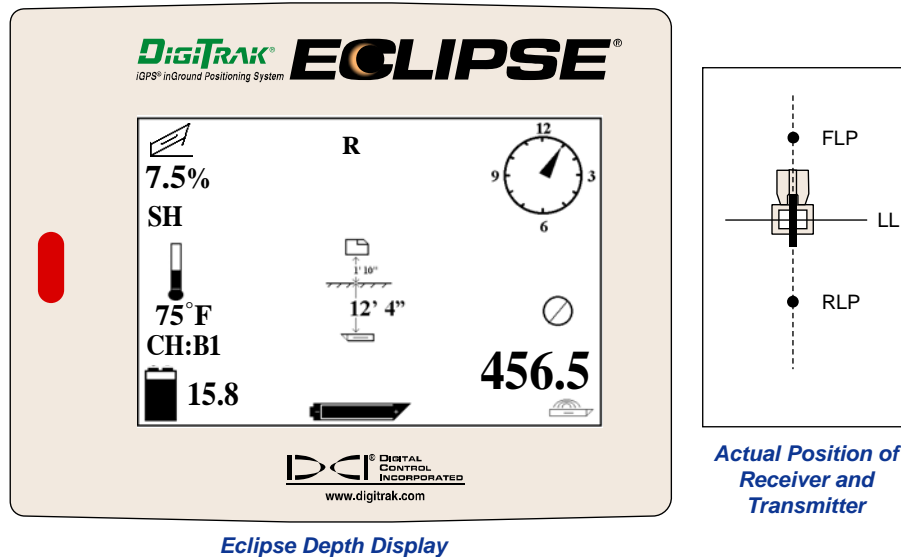 DIGITRAK®
iGPS® inGround Positioning System
ECLIPSE®
7.5%
R
12
9
3
6
SH
1' 10"
12' 4"
75°F
CH:B1
15.8
456.5
® DIGITAL
CONTROL
INCORPORATED
www.digitrak.com
Eclipse Depth Display
FLP
LL
RLP
Actual Position of
Receiver and
Transmitter